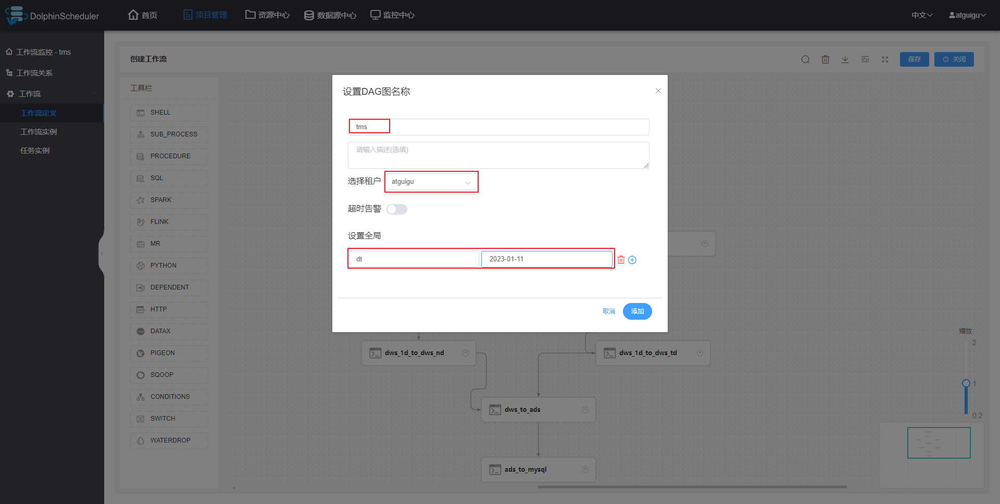 DolphinScheduler
首页
项目管理
资源中心
数据源中心
监控中心
中文
atguigu
工作流监控 - tms
工作流关系
工作流
工作流定义
工作流实例
任务实例
创建工作流
保存
关闭
工具栏
SHELL
SUB_PROCESS
PROCEDURE
SQL
SPARK
FLINK
MR
PYTHON
DEPENDENT
HTTP
DATAX
PIGEON
SQOOP
CONDITIONS
SWITCH
WATERDROP
设置DAG图名称
tms
请输入描述(选填)
选择租户
atguigu
超时告警
设置全局
dt
2023-01-11
取消
添加
dws_1d_to_dws_nd
dws_1d_to_dws_td
dws_to_ads
ads_to_mysql
缩放
2
1
0.2